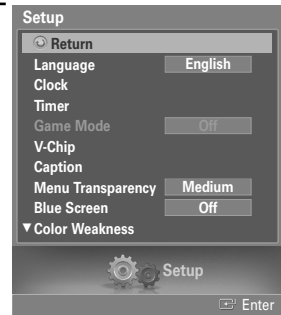 Setup
Return
Language English
Clock
Timer
Game Mode Off
V-Chip
Caption
Menu Transparency Medium
Blue Screen Off
▼Color Weakness
Setup
Enter